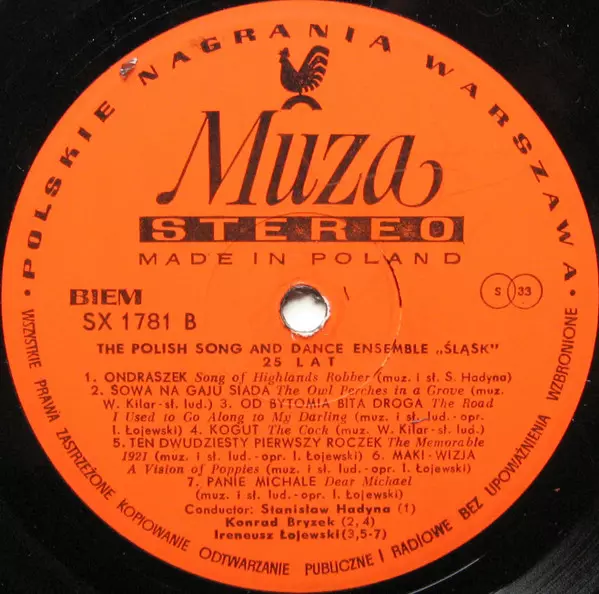 • POLSKIE NAGRANIA WARSZAWA •
Muza
STEREO
MADE IN POLAND
BIEM
SX 1781 B
S 33
THE POLISH SONG AND DANCE ENSEMBLE „ŚLĄSK"
25 LAT
1. ONDRASZEK Song of Highlands Robber (muz. i sł. S. Hadyna)
2. SOWA NA GAJU SIADA The Owl Perches in a Grove (muz.
W. Kilar-sł. lud.) 3. OD BYTOMIA BITA DROGA The Road
I Used to Go Along to My Darling (muz. i sł.-opr.
I. Łojewski) 4. KOGUT The Cock (muz. W. Kilar-sł. lud.)
5. TEN DWUDZIESTY PIERWSZY ROCZEK The Memorable
1921 (muz. i sł. lud.-opr. I. Łojewski) 6. MAKI-WIZJA
A Vision of Poppies (muz. i sł. lud.-opr. I. Łojewski)
7. PANIE MICHALE Dear Michael
(muz. i sł. lud.-opr. I. Łojewski)
Conductor: Stanisław Hadyna (1)
Konrad Bryzek (2,4)
Ireneusz Łojewski (3,5-7)
WSZYSTKIE PRAWA ZASTRZEŻONE KOPIOWANIE ODTWARZANIE PUBLICZNE I RADIOWE BEZ UPOWAŻNIENIA WZBRONIONE